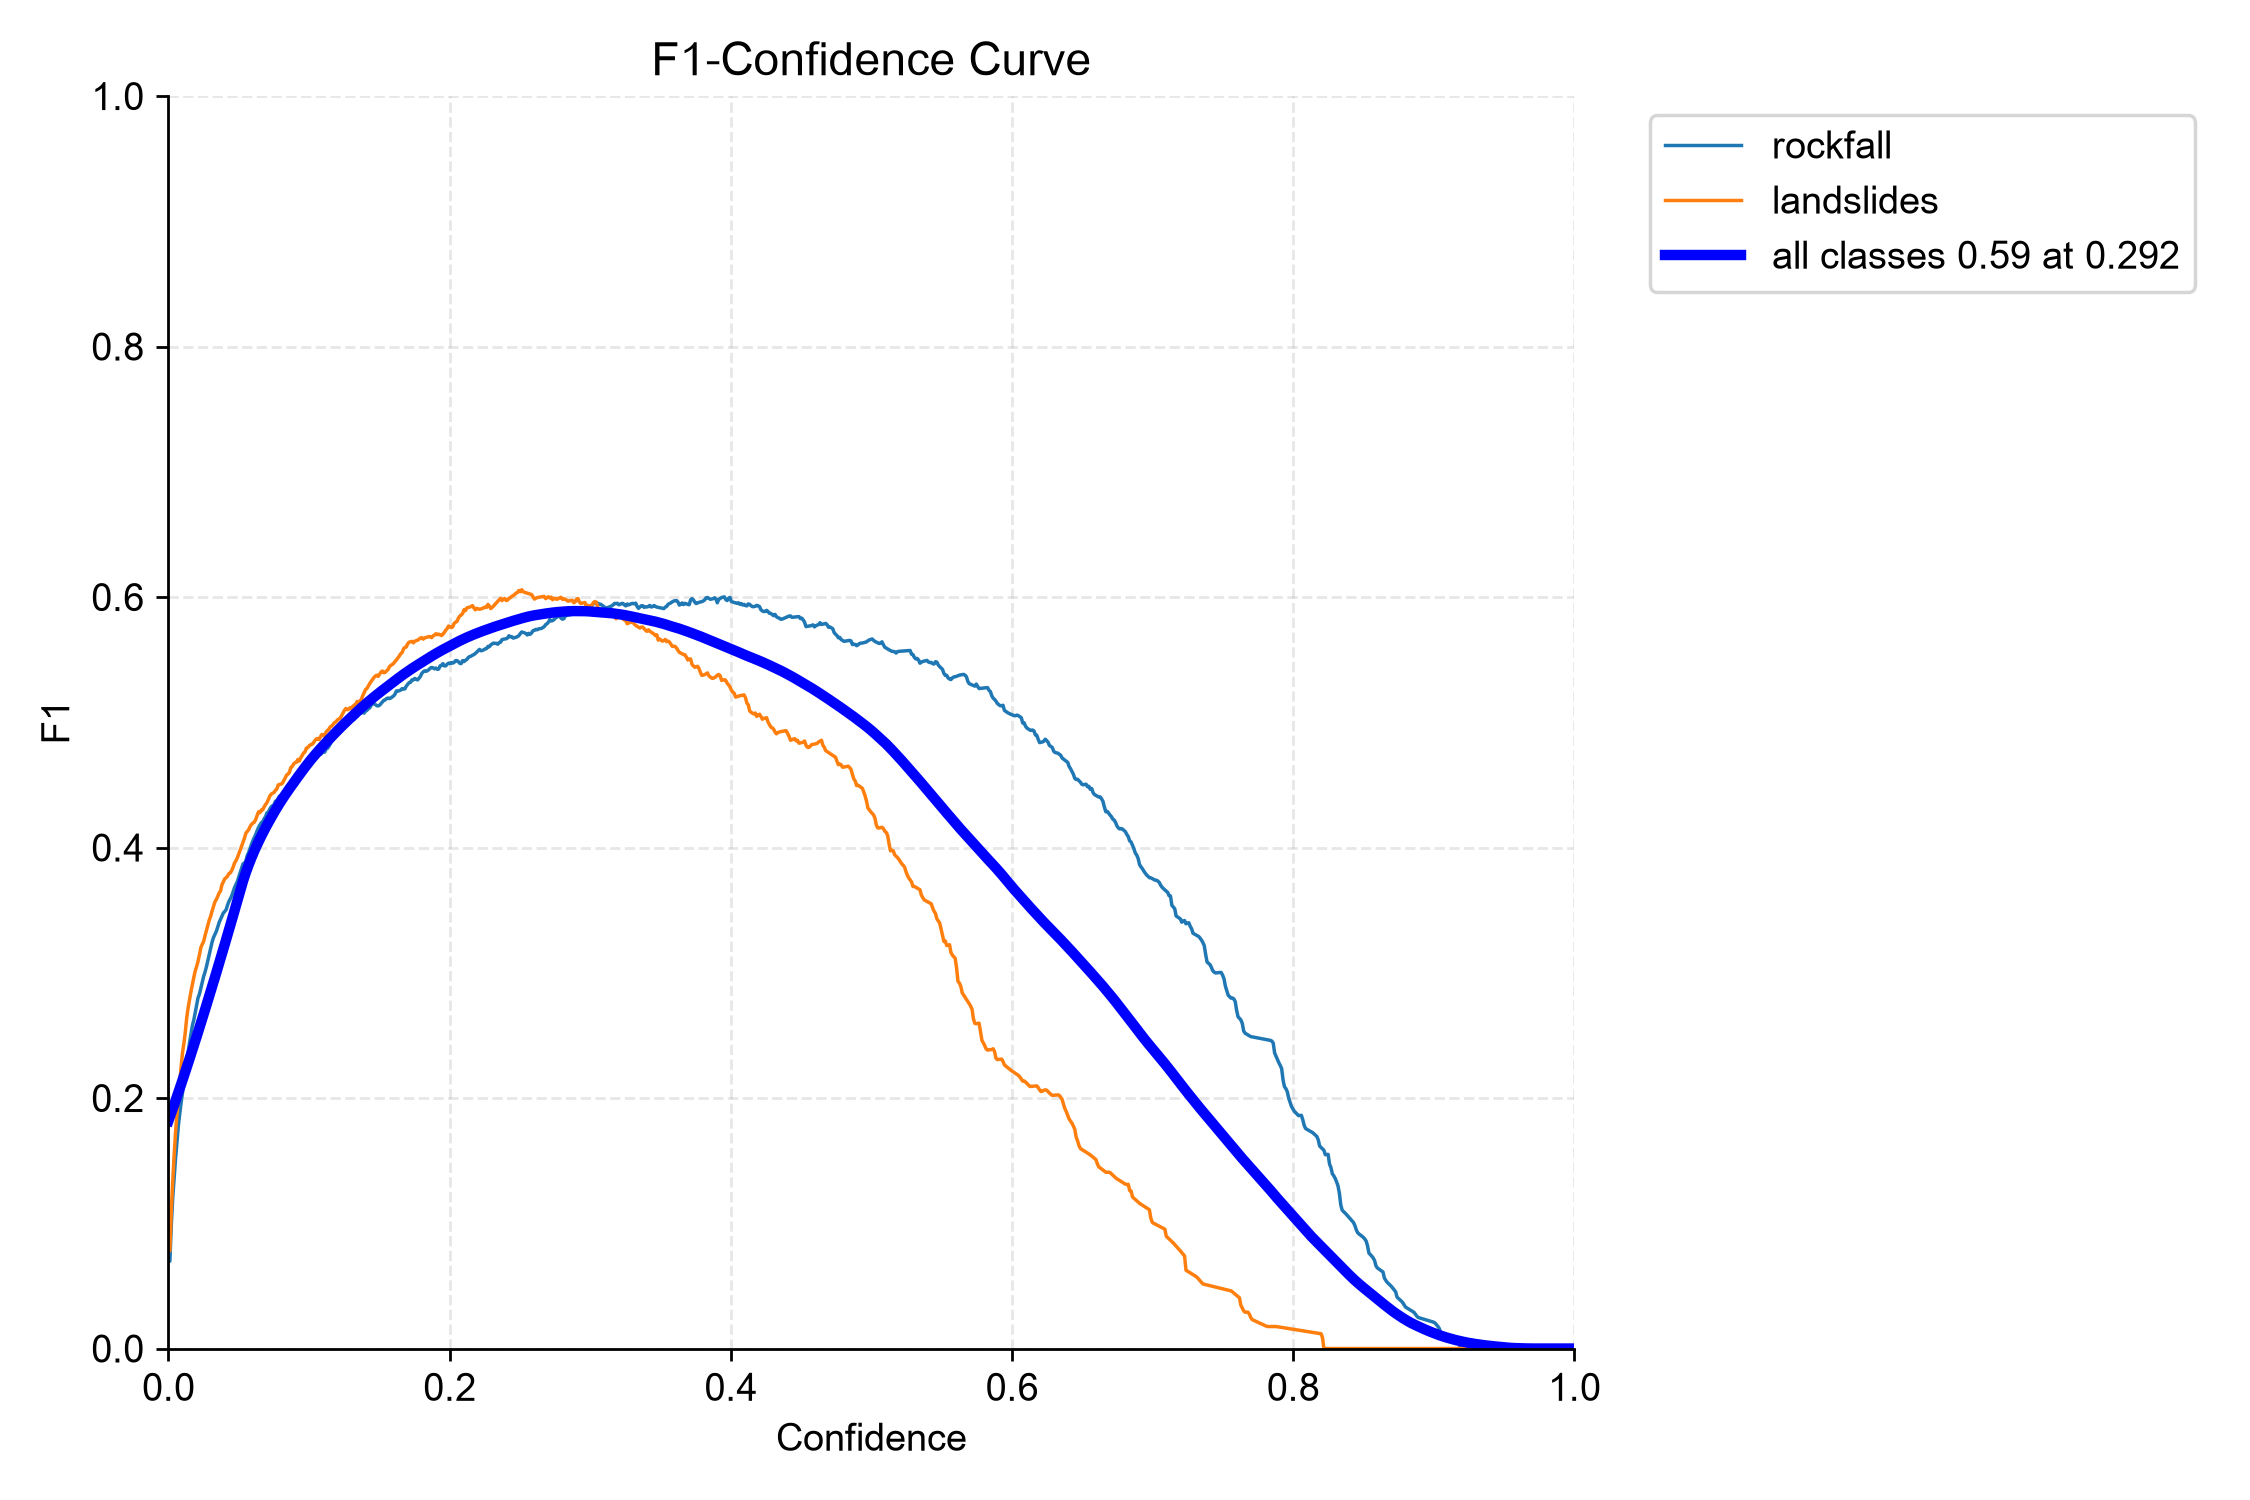 F1-Confidence Curve
1.0
0.8
0.6
0.4
0.2
0.0
F1
0.0 0.2 0.4 0.6 0.8 1.0
Confidence
rockfall
landslides
all classes 0.59 at 0.292